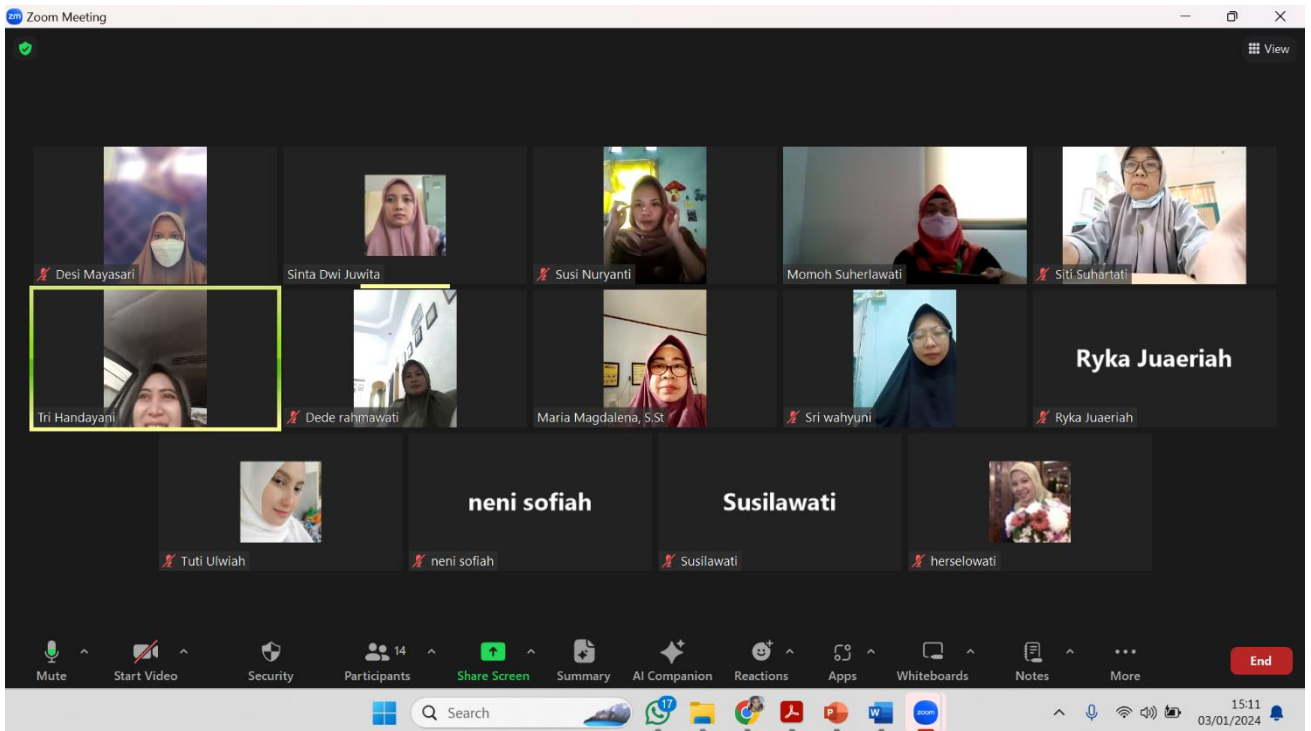 zm Zoom Meeting
View
Desi Mayasari
Sinta Dwi Juwita
Susi Nuryanti
Momoh Suherlawati
Siti Suhartati
Tri Handayani
Dede rahmawati
Maria Magdalena, S.St
Sri wahyuni
Ryka Juaeriah
Ryka Juaeriah
Tuti Ulwiah
neni sofiah
neni sofiah
Susilawati
Susilawati
herselowati
Mute
Start Video
Security
14
Participants
Share Screen
Summary
AI Companion
Reactions
Apps
Whiteboards
Notes
More
End
Search
17
P
W
zoom
15:11
03/01/2024